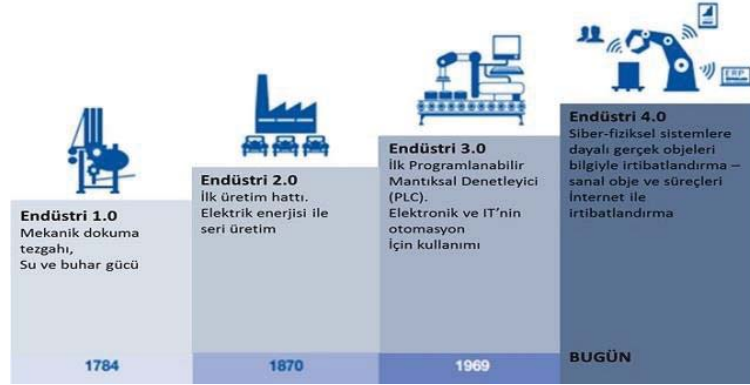 ERP
Endüstri 1.0
Mekanik dokuma
tezgahı,
Su ve buhar gücü
Endüstri 2.0
İlk üretim hattı.
Elektrik enerjisi ile
seri üretim
Endüstri 3.0
İlk Programlanabilir
Mantıksal Denetleyici
(PLC).
Elektronik ve IT’nin
otomasyon
İçin kullanımı
Endüstri 4.0
Siber-fiziksel sistemlere
dayalı gerçek objeleri
bilgiyle irtibatlandırma –
sanal obje ve süreçleri
İnternet ile
irtibatlandırma
1784
1870
1969
BUGÜN